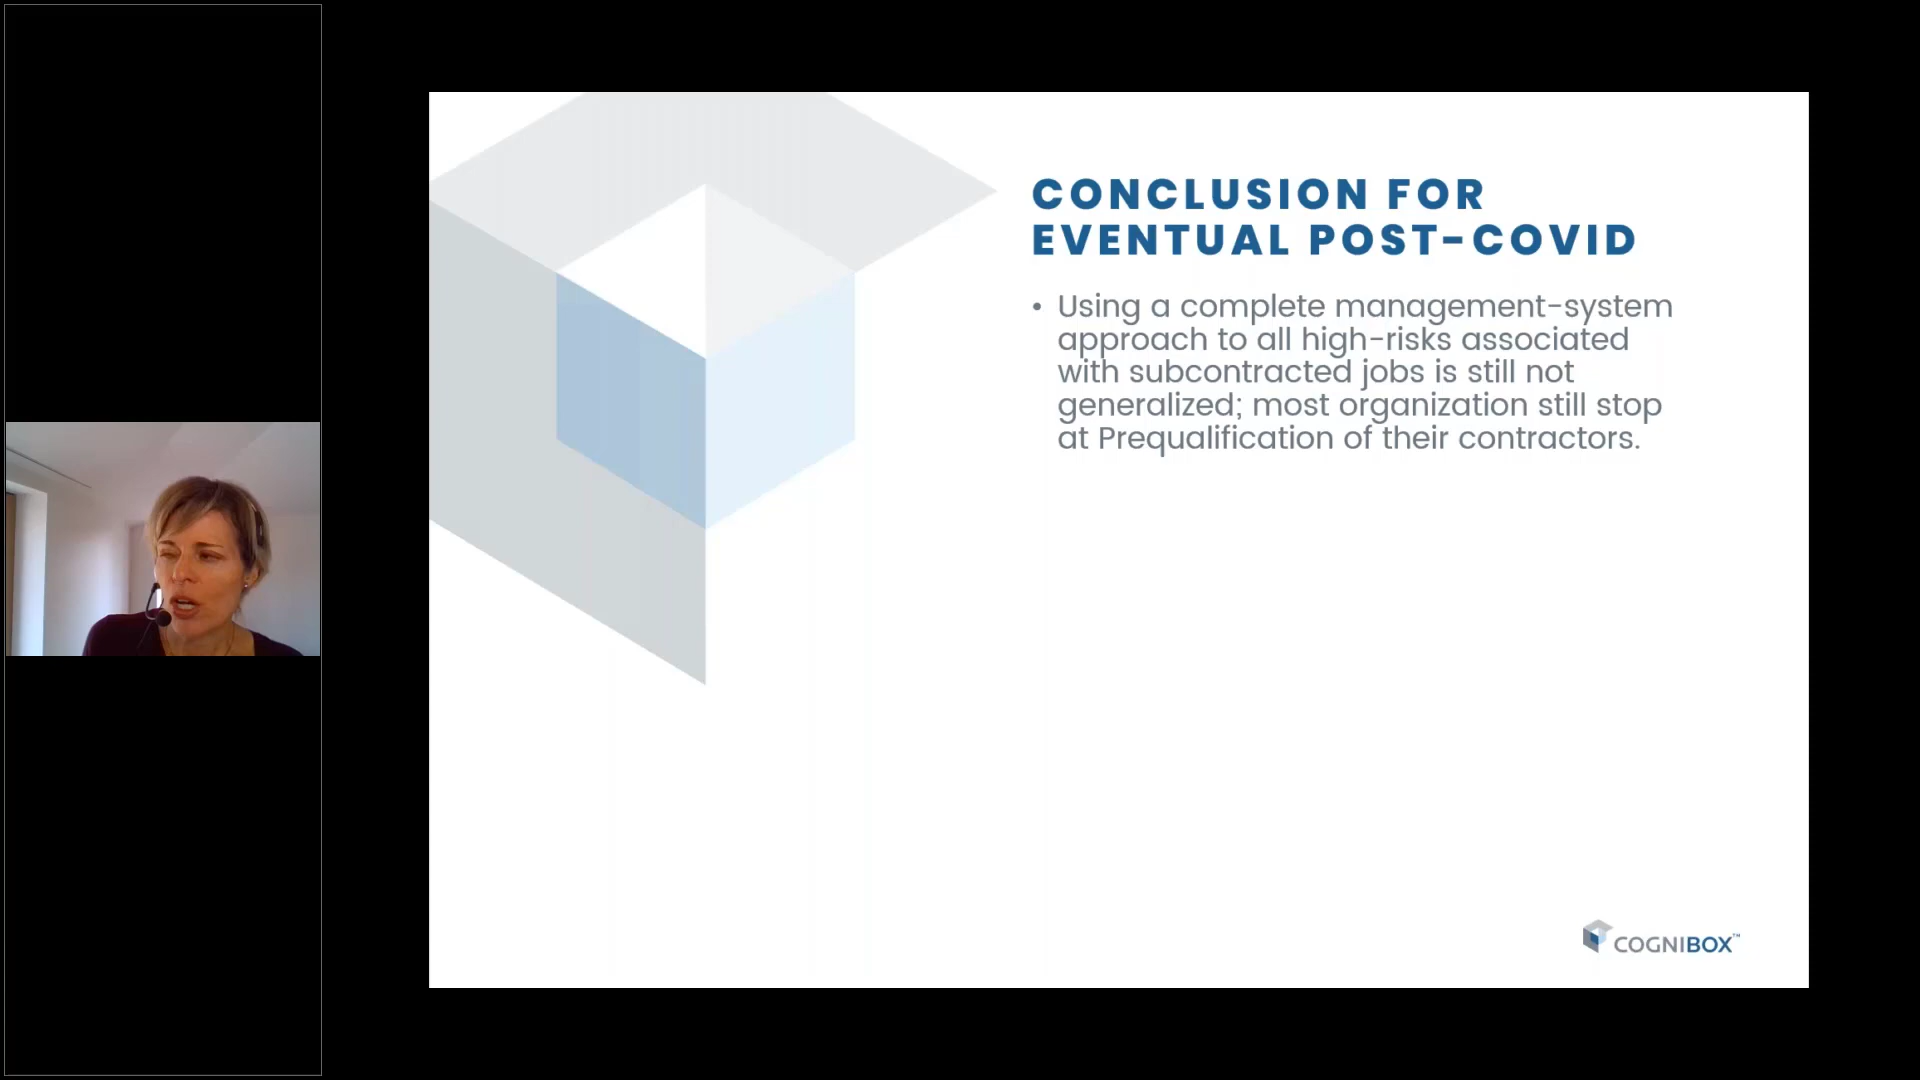 CONCLUSION FOR
EVENTUAL POST-COVID
• Using a complete management-system
approach to all high-risks associated
with subcontracted jobs is still not
generalized; most organization still stop
at Prequalification of their contractors.
COGNIBOX™